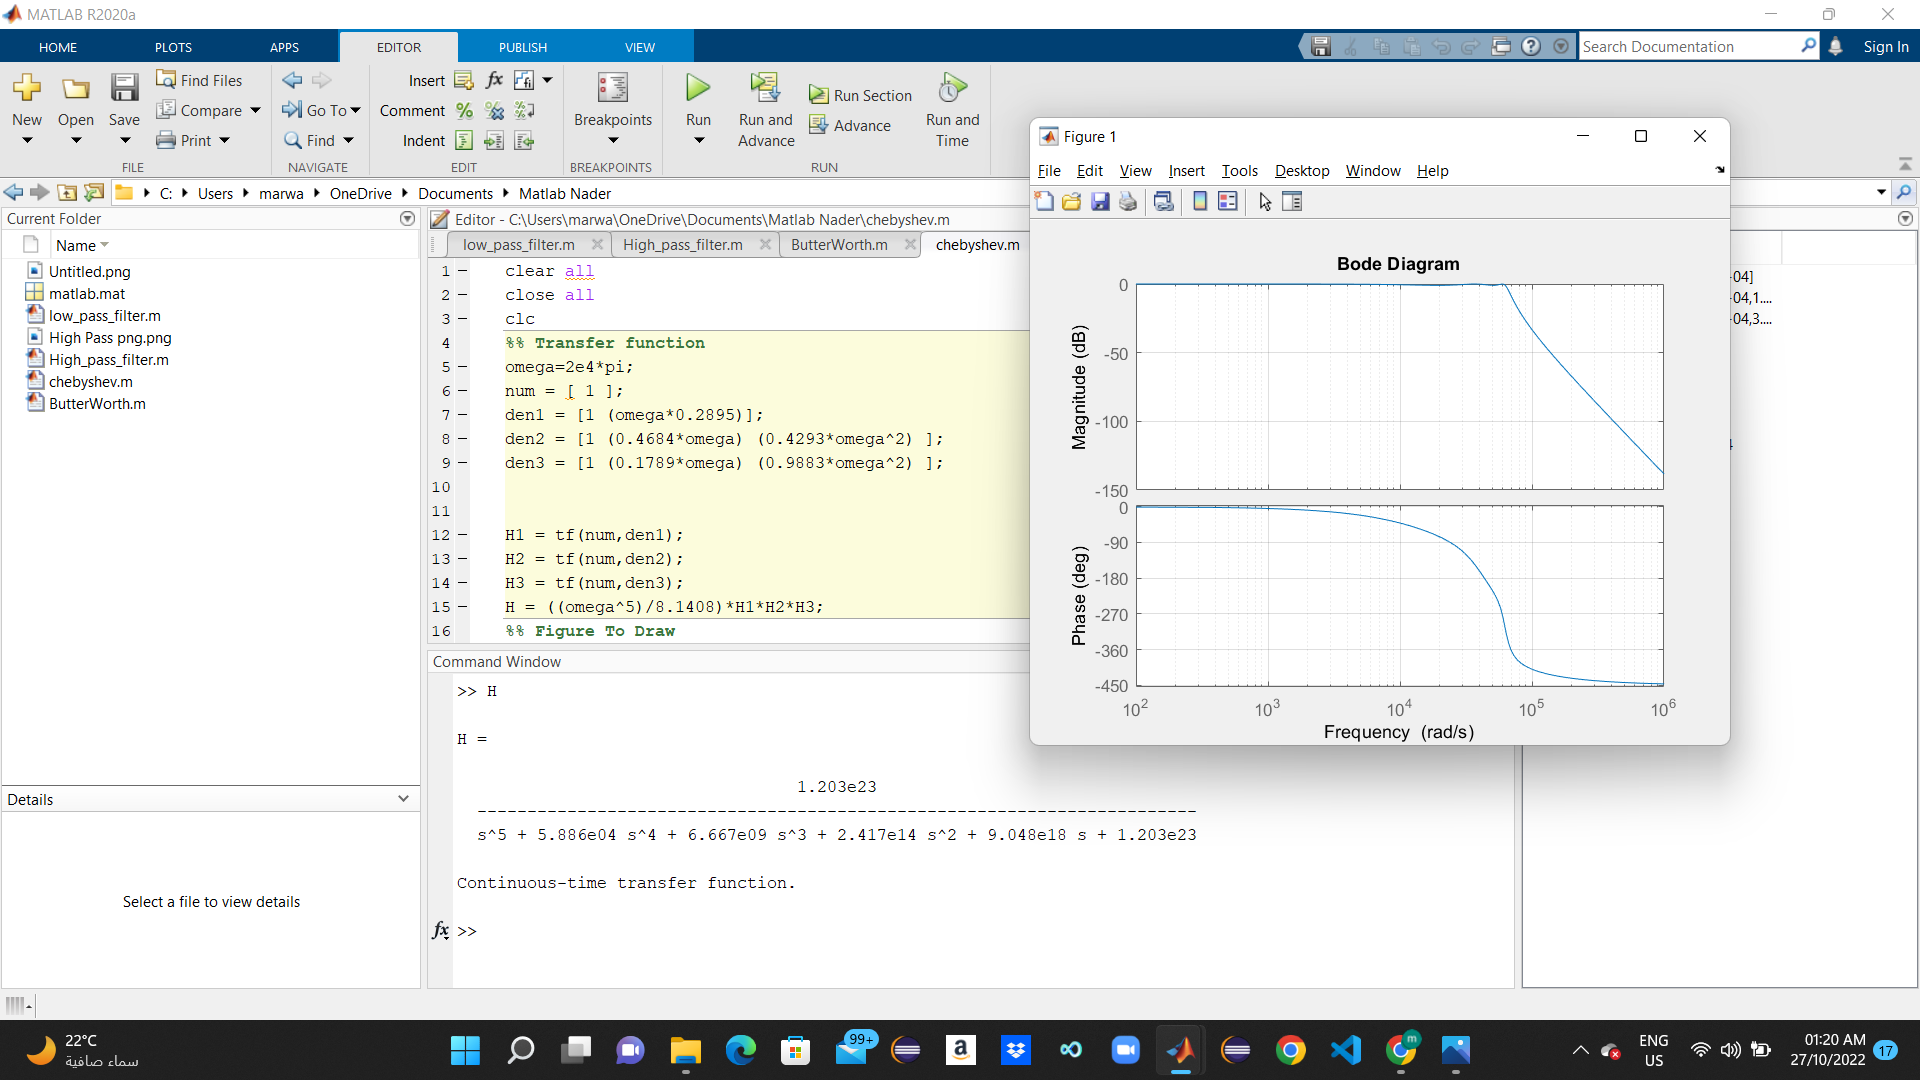 MATLAB R2020a
HOME PLOTS APPS EDITOR PUBLISH VIEW
Search Documentation
Sign In
New
Open
Save
Find Files
Compare
Print
FILE
Go To
Find
NAVIGATE
Insert
fx
Comment
Indent
EDIT
Breakpoints
BREAKPOINTS
Run
Run and Advance
Run Section
Advance
Run and Time
RUN
C: Users marwa OneDrive Documents Matlab Nader
Current Folder
Name
Untitled.png
matlab.mat
low_pass_filter.m
High Pass png.png
High_pass_filter.m
chebyshev.m
ButterWorth.m
Details
Select a file to view details
Editor - C:\Users\marwa\OneDrive\Documents\Matlab Nader\chebyshev.m
low_pass_filter.m High_pass_filter.m ButterWorth.m chebyshev.m
1 clear all
2 close all
3 clc
4 %% Transfer function
5 omega=2e4*pi;
6 num = [ 1 ];
7 den1 = [1 (omega*0.2895)];
8 den2 = [1 (0.4684*omega) (0.4293*omega^2) ];
9 den3 = [1 (0.1789*omega) (0.9883*omega^2) ];
10
11
12 H1 = tf(num,den1);
13 H2 = tf(num,den2);
14 H3 = tf(num,den3);
15 H = ((omega^5)/8.1408)*H1*H2*H3;
16 %% Figure To Draw
Command Window
>> H
H =
1.203e23
---------------------------------------------------------------------
s^5 + 5.886e04 s^4 + 6.667e09 s^3 + 2.417e14 s^2 + 9.048e18 s + 1.203e23
Continuous-time transfer function.
fx >>
Figure 1
File Edit View Insert Tools Desktop Window Help
Bode Diagram
Magnitude (dB)
0
-50
-100
-150
Phase (deg)
0
-90
-180
-270
-360
-450
10^2 10^3 10^4 10^5 10^6
Frequency (rad/s)
-04]
-04,1....
-04,3....
22°C
سماء صافية
99+
a
m
ENG
US
01:20 AM
27/10/2022
17